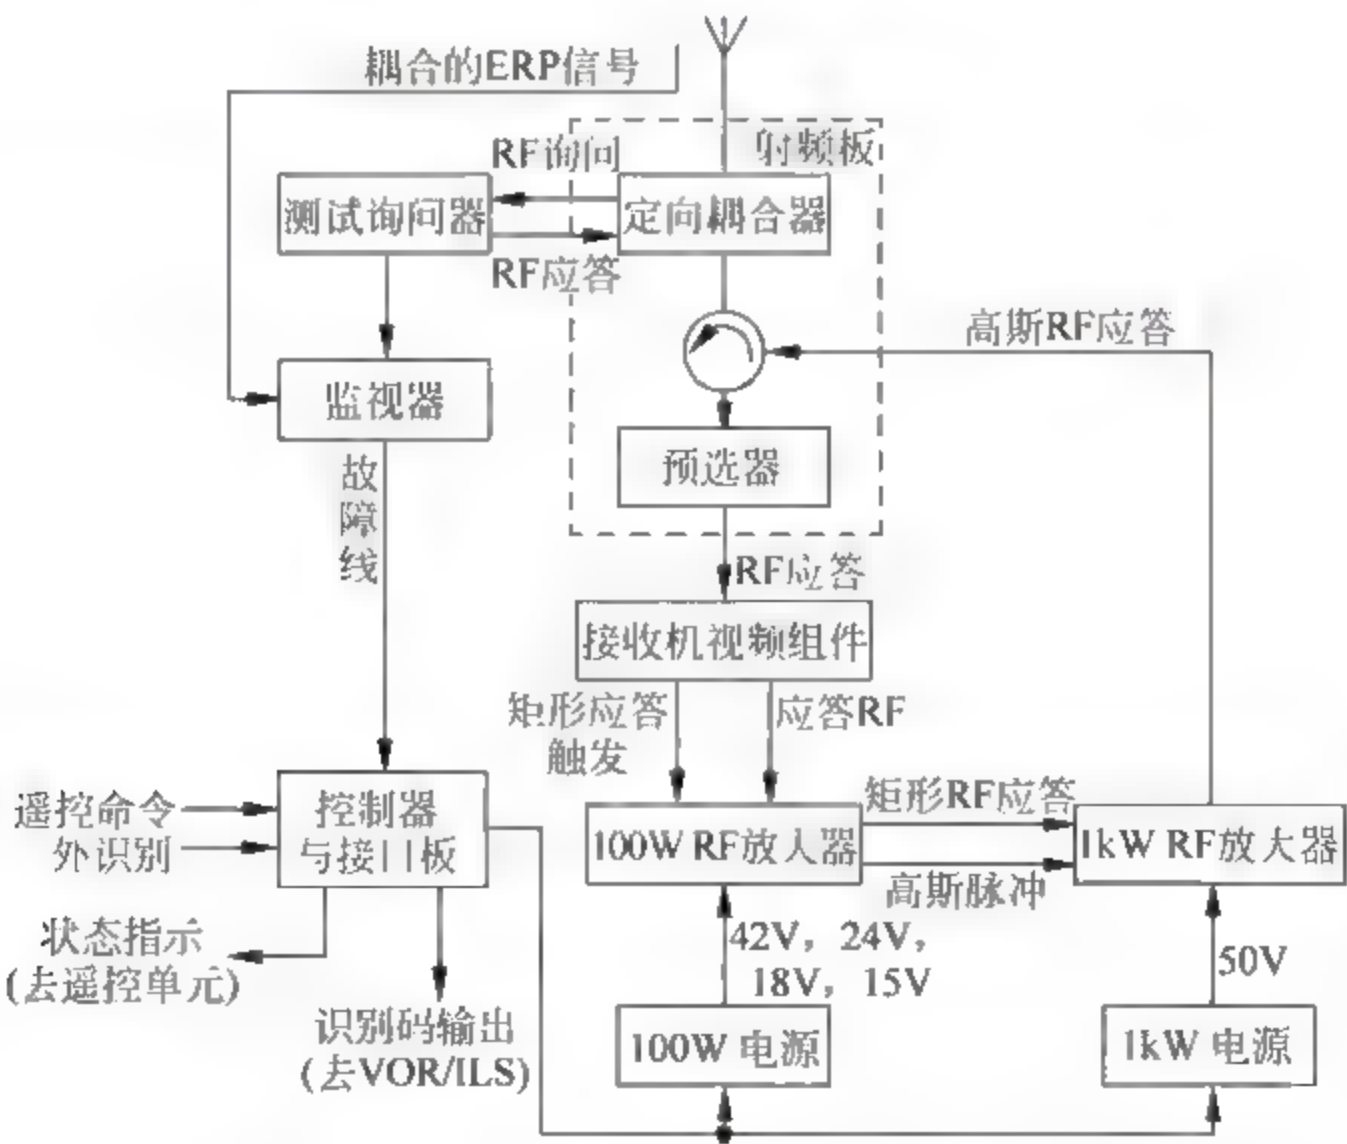 耦合的ERP信号
射频板
RF询问
测试询问器
定向耦合器
RF应答
高斯RF应答
监视器
预选器
故
障
线
RF应答
接收机视频组件
矩形应答
触发
应答RF
遥控命令
外识别
控制器
与接口板
100W RF放大器
矩形RF应答
高斯脉冲
1kW RF放大器
状态指示
(去遥控单元)
识别码输出
(去VOR/ILS)
42V, 24V,
18V, 15V
50V
100W 电源
1kW 电源